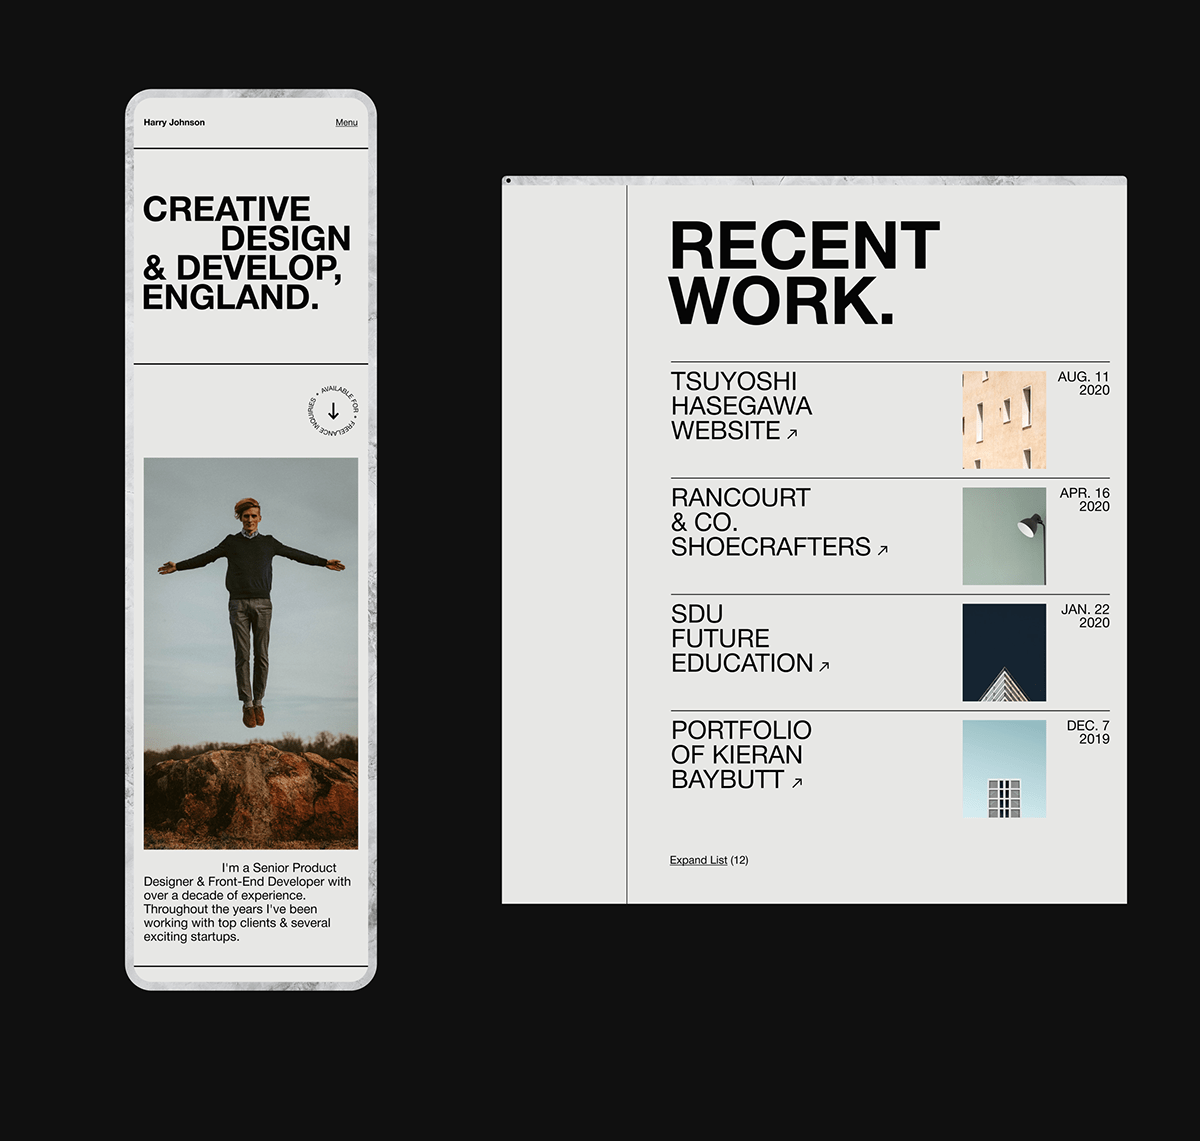 Harry Johnson
Menu
CREATIVE
DESIGN
& DEVELOP,
ENGLAND.
AVAILABLE FOR • FREELANCE INQUIRIES •
I'm a Senior Product
Designer & Front-End Developer with
over a decade of experience.
Throughout the years I've been
working with top clients & several
exciting startups.
RECENT
WORK.
TSUYOSHI
HASEGAWA
WEBSITE ↗
AUG. 11
2020
RANCOURT
& CO.
SHOECRAFTERS ↗
APR. 16
2020
SDU
FUTURE
EDUCATION ↗
JAN. 22
2020
PORTFOLIO
OF KIERAN
BAYBUTT ↗
DEC. 7
2019
Expand List (12)